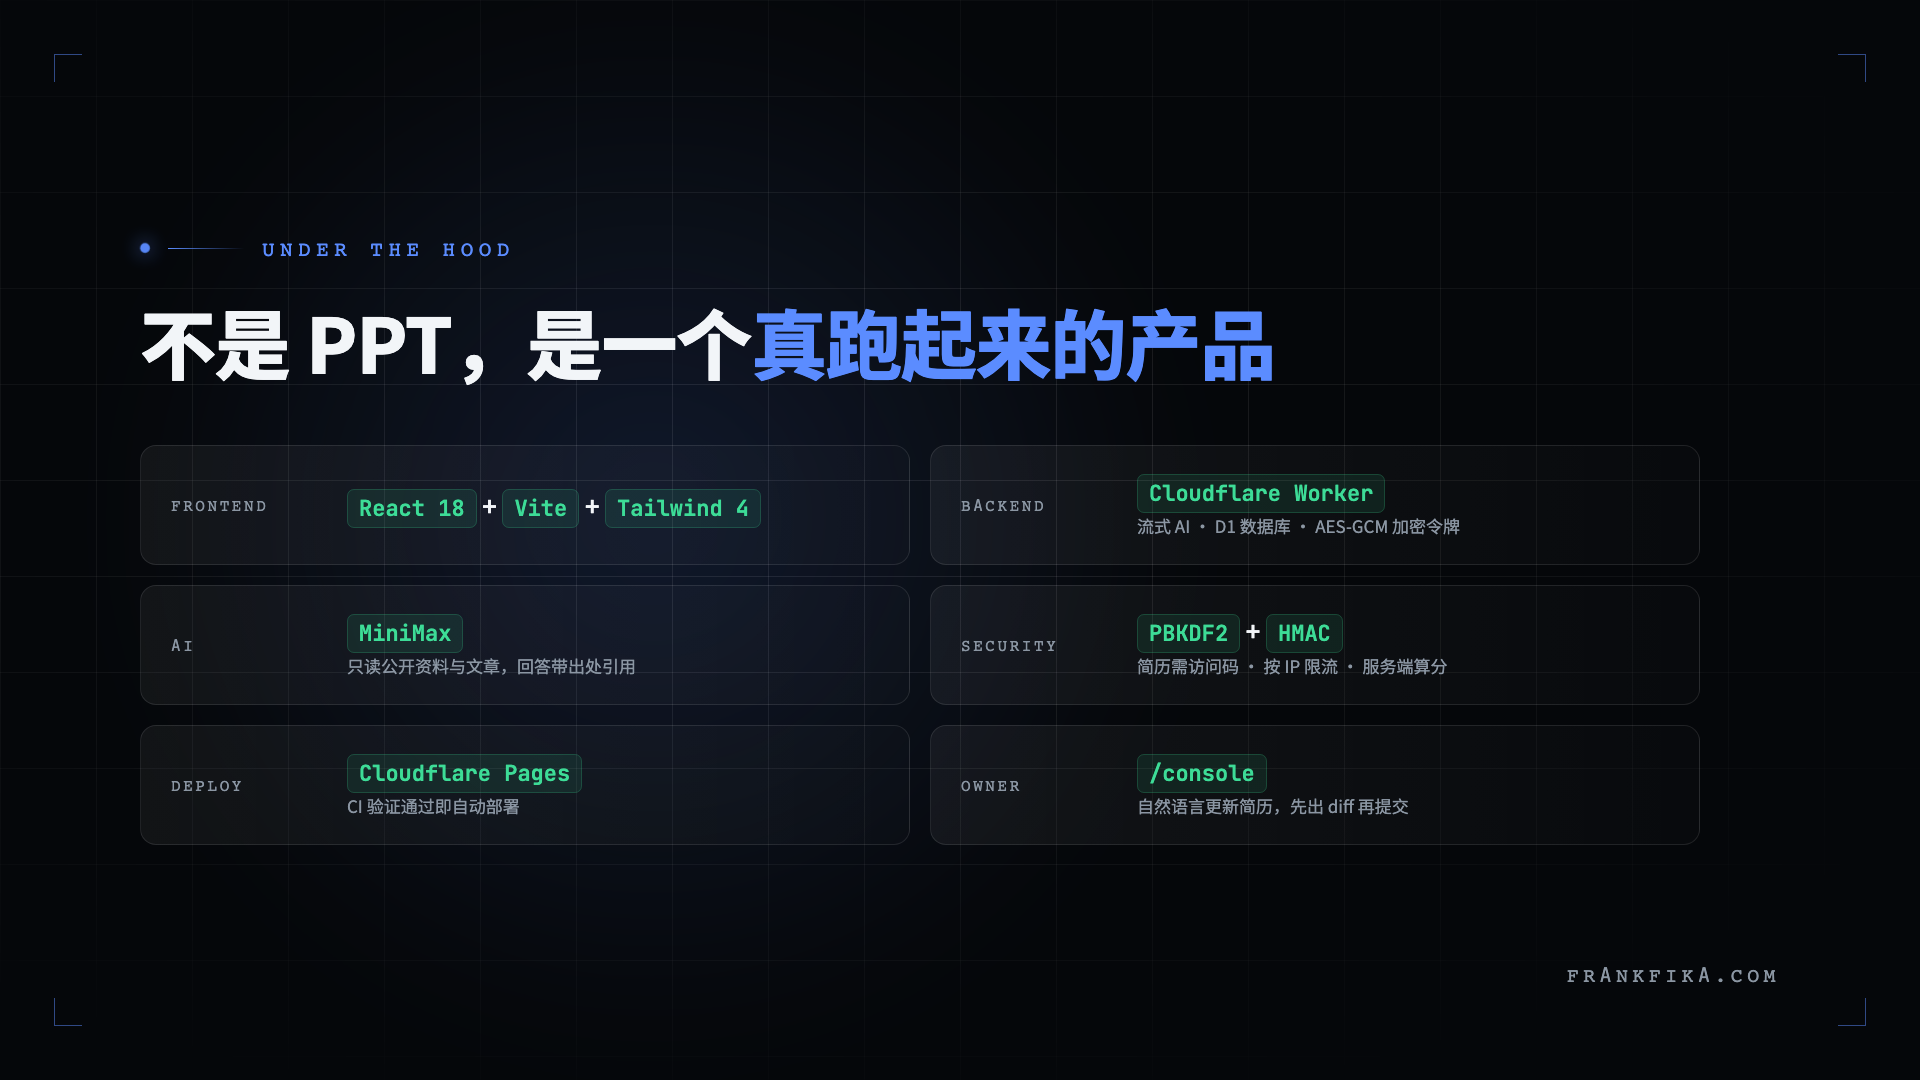 UNDER THE HOOD
不是 PPT，是一个真跑起来的产品
FRONTEND
React 18 + Vite + Tailwind 4
BACKEND
Cloudflare Worker
流式 AI · D1 数据库 · AES-GCM 加密令牌
AI
MiniMax
只读公开资料与文章，回答带出处引用
SECURITY
PBKDF2 + HMAC
简历需访问码 · 按 IP 限流 · 服务端算分
DEPLOY
Cloudflare Pages
CI 验证通过即自动部署
OWNER
/console
自然语言更新简历，先出 diff 再提交
FRANKFIKA.COM